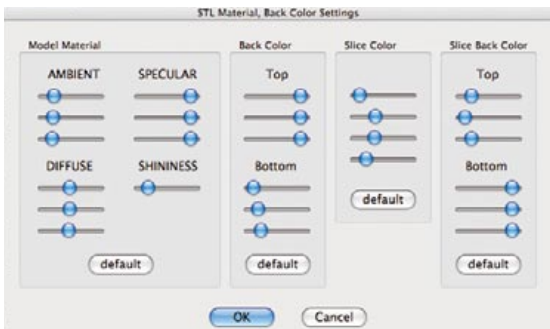 STL Material, Back Color Settings
Model Material
AMBIENT
SPECULAR
DIFFUSE
SHININESS
default
Back Color
Top
Bottom
default
Slice Color
default
Slice Back Color
Top
Bottom
default
OK
Cancel